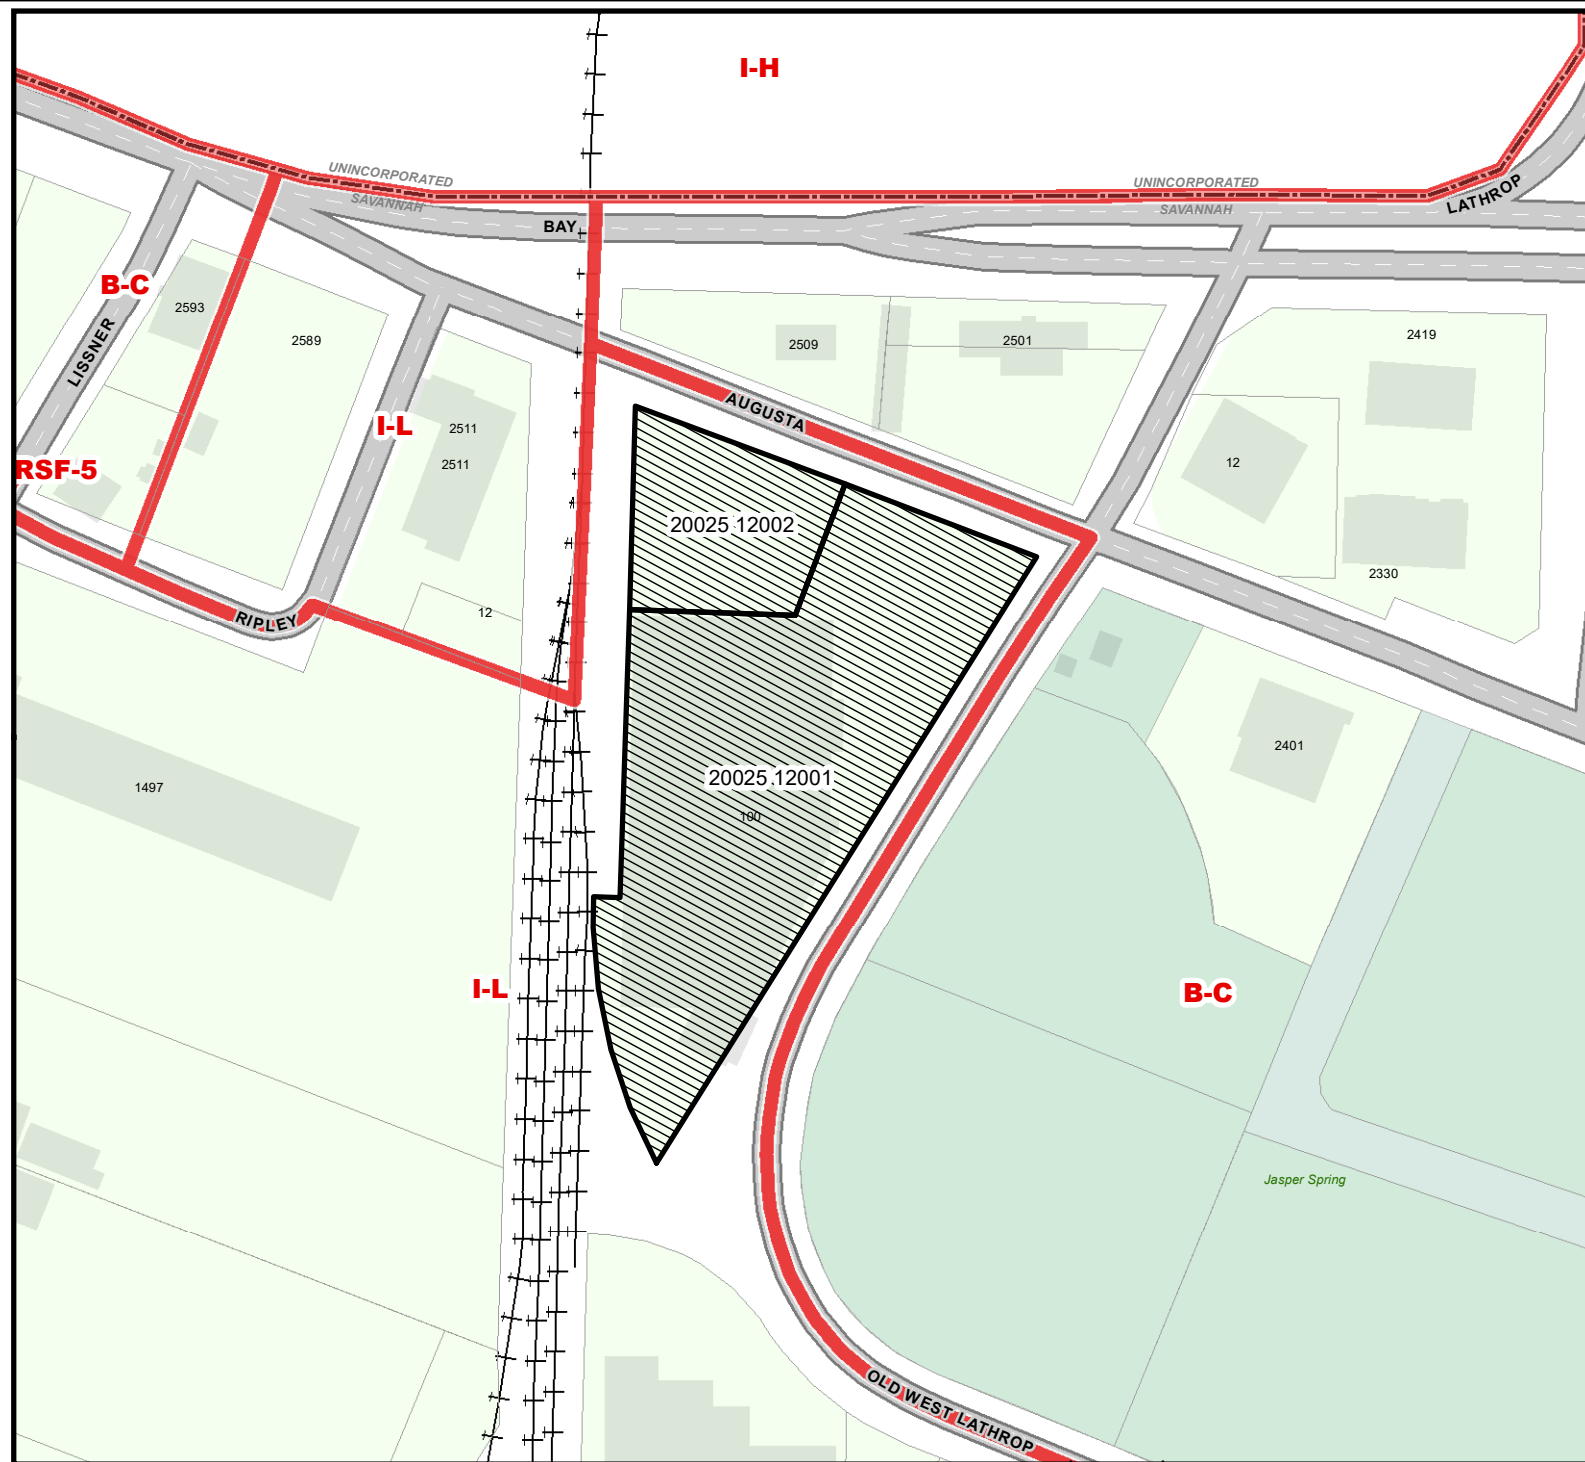 I-H
UNINCORPORATED
SAVANNAH
UNINCORPORATED
SAVANNAH
LATHROP
BAY
B-C
2593
2589
LISSNER
2509
2501
2419
I-L
AUGUSTA
2511
2511
RSF-5
12
20025 12002
2330
RIPLEY
12
2401
20025 12001
100
1497
I-L
B-C
Jasper Spring
OLD WEST LATHROP